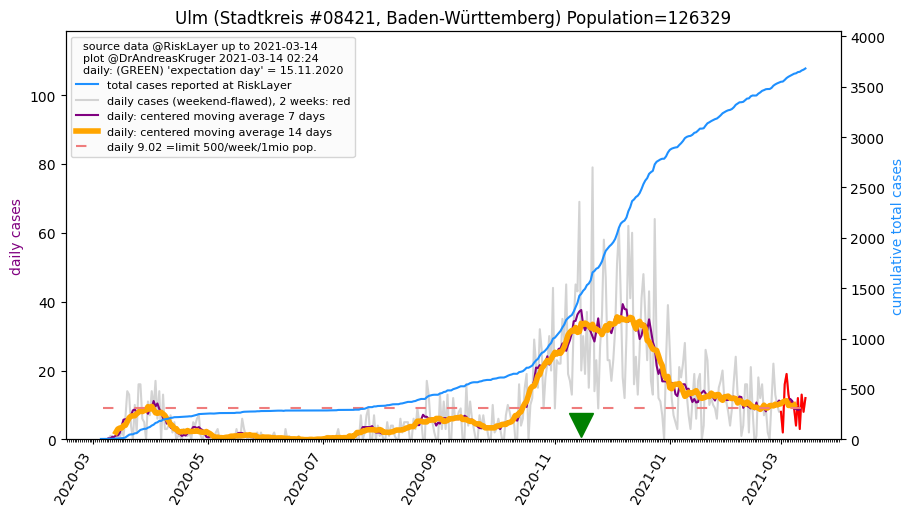 Ulm (Stadtkreis #08421, Baden-Württemberg) Population=126329
source data @RiskLayer up to 2021-03-14
plot @DrAndreasKruger 2021-03-14 02:24
daily: (GREEN) 'expectation day' = 15.11.2020
total cases reported at RiskLayer
daily cases (weekend-flawed), 2 weeks: red
daily: centered moving average 7 days
daily: centered moving average 14 days
daily 9.02 =limit 500/week/1mio pop.
daily cases
100
80
60
40
20
0
4000
3500
3000
2500
2000
1500
1000
500
0
cumulative total cases
2020-03
2020-05
2020-07
2020-09
2020-11
2021-01
2021-03